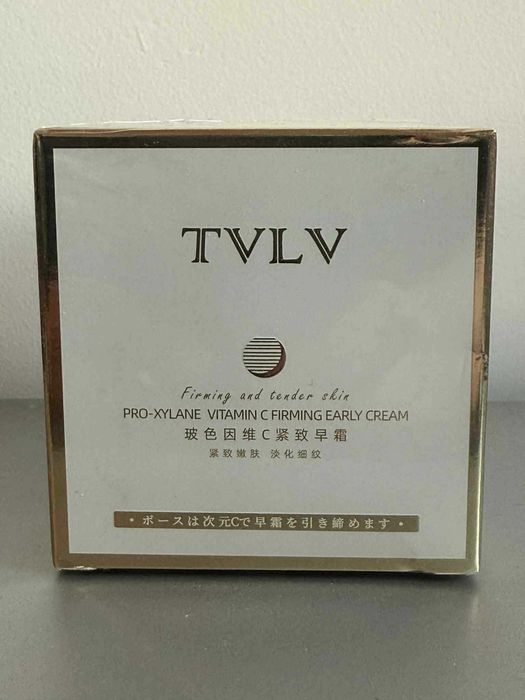 TVLV
Firming and tender skin
PRO-XYLANE VITAMIN C FIRMING EARLY CREAM
玻色因维C紧致早霜
紧致嫩肤 淡化细纹
• ボースは次元Cで早霜を引き締めます •